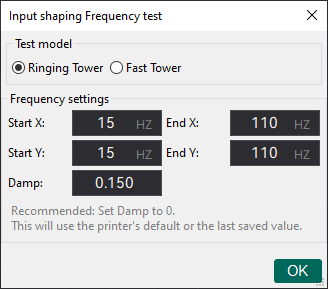 Input shaping Frequency test
Test model
Ringing Tower Fast Tower
Frequency settings
Start X: 15 HZ End X: 110 HZ
Start Y: 15 HZ End Y: 110 HZ
Damp: 0.150
Recommended: Set Damp to 0.
This will use the printer's default or the last saved value.
OK